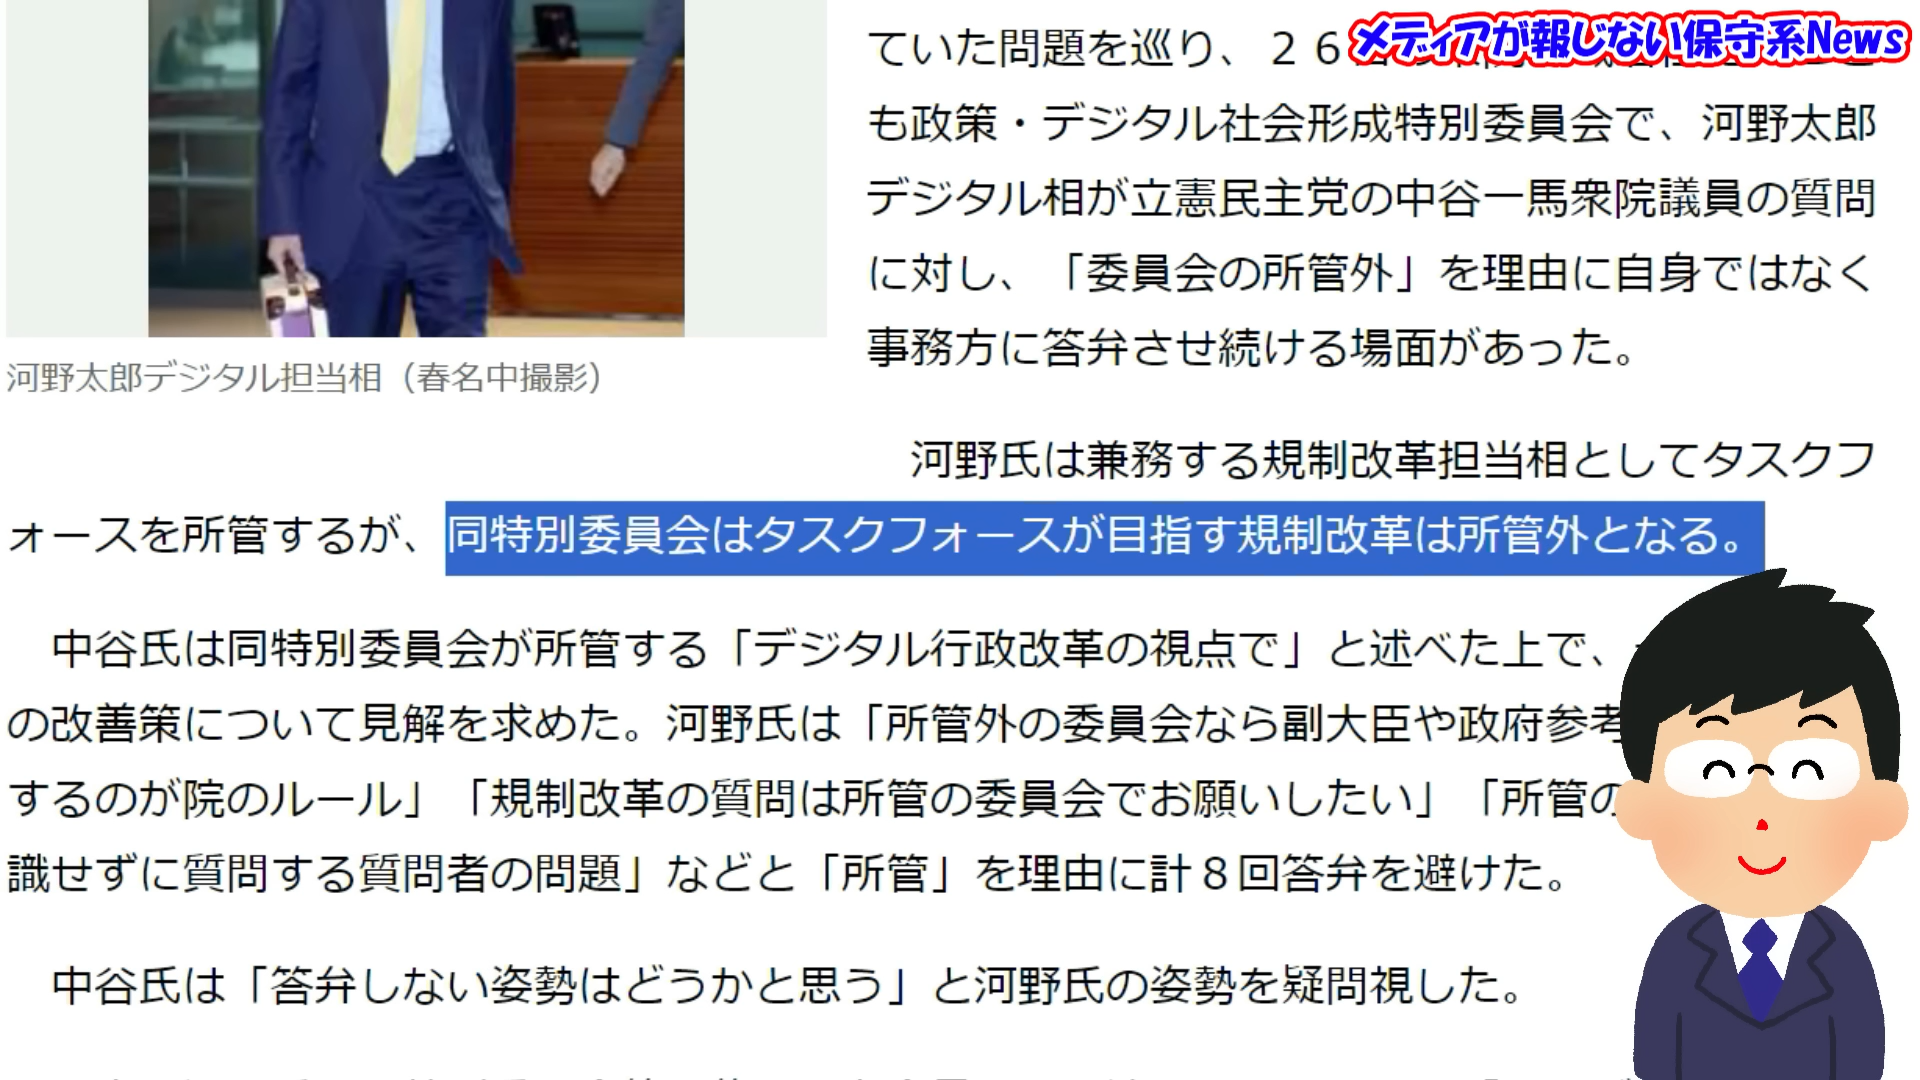 メディアが報じない保守系News
ていた問題を巡り、２６
も政策・デジタル社会形成特別委員会で、河野太郎
デジタル相が立憲民主党の中谷一馬衆院議員の質問
に対し、「委員会の所管外」を理由に自身ではなく
事務方に答弁させ続ける場面があった。
河野太郎デジタル担当相（春名中撮影）
河野氏は兼務する規制改革担当相としてタスクフ
ォースを所管するが、同特別委員会はタスクフォースが目指す規制改革は所管外となる。
中谷氏は同特別委員会が所管する「デジタル行政改革の視点で」と述べた上で、
の改善策について見解を求めた。河野氏は「所管外の委員会なら副大臣や政府参考
するのが院のルール」「規制改革の質問は所管の委員会でお願いしたい」「所管の
識せずに質問する質問者の問題」などと「所管」を理由に計８回答弁を避けた。
中谷氏は「答弁しない姿勢はどうかと思う」と河野氏の姿勢を疑問視した。